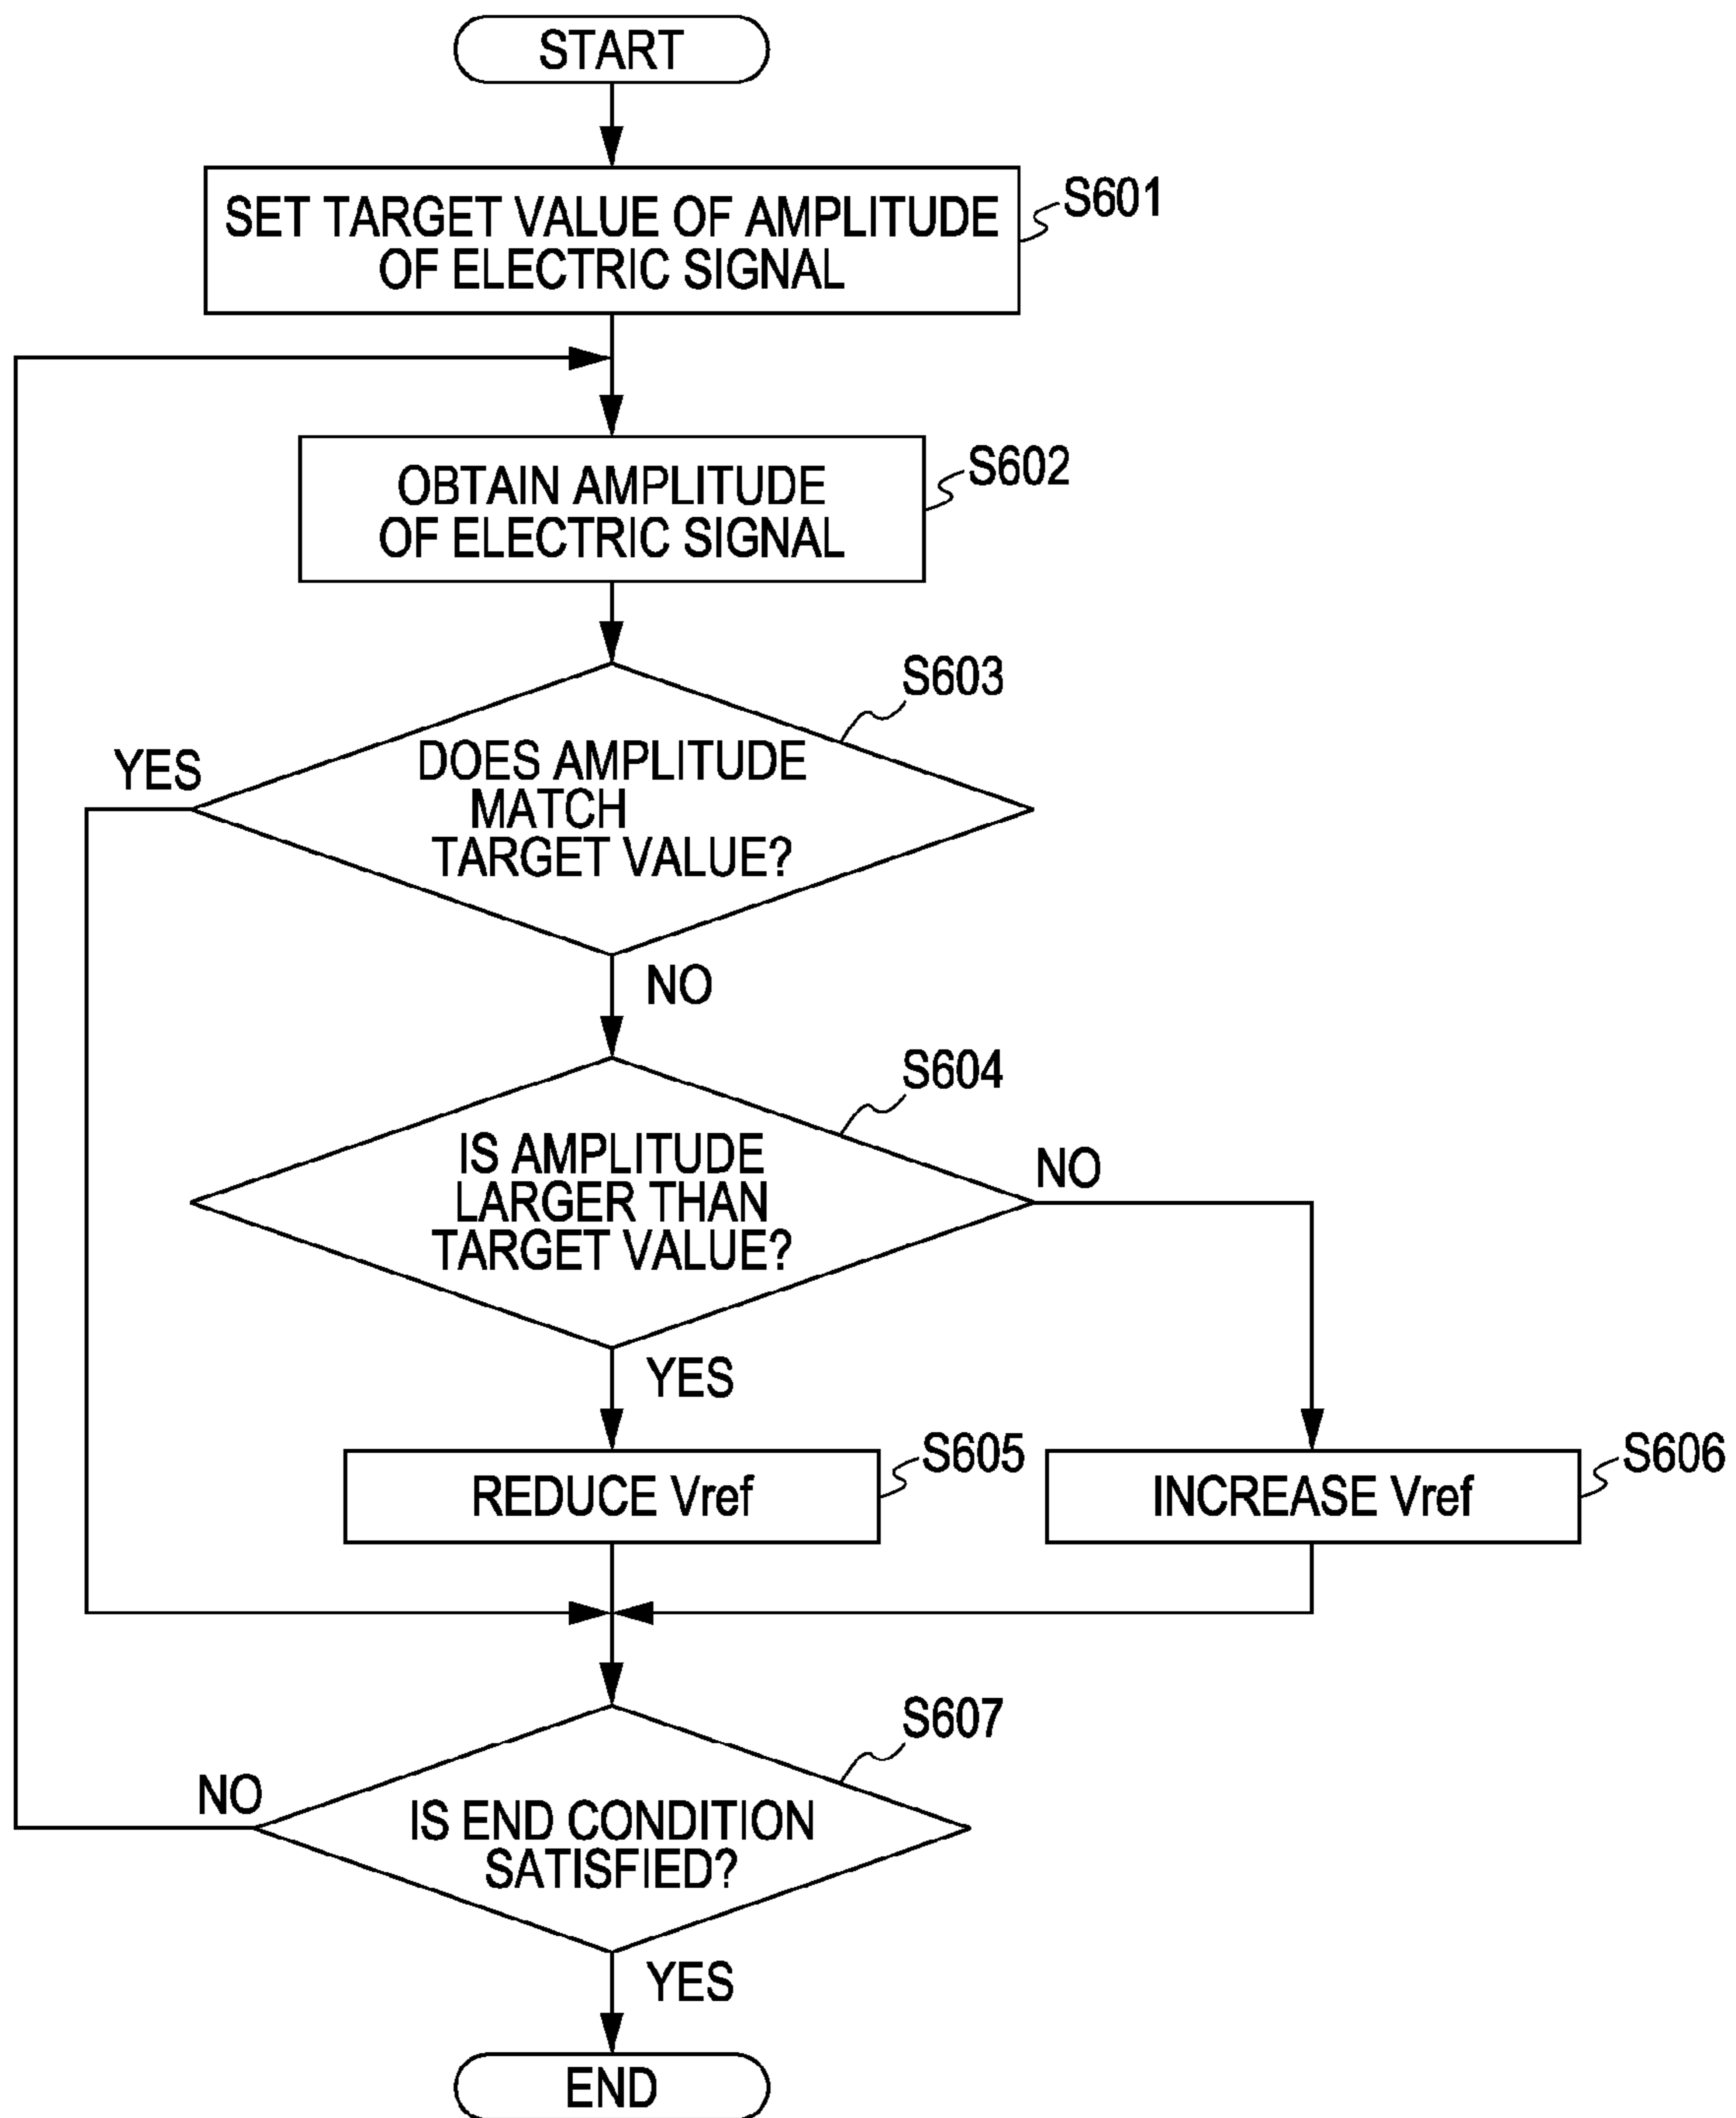 START
SET TARGET VALUE OF AMPLITUDE
OF ELECTRIC SIGNAL
S601
OBTAIN AMPLITUDE
OF ELECTRIC SIGNAL
S602
S603
DOES AMPLITUDE
MATCH
TARGET VALUE?
YES
NO
S604
IS AMPLITUDE
LARGER THAN
TARGET VALUE?
NO
YES
REDUCE Vref
S605
INCREASE Vref
S606
S607
IS END CONDITION
SATISFIED?
NO
YES
END